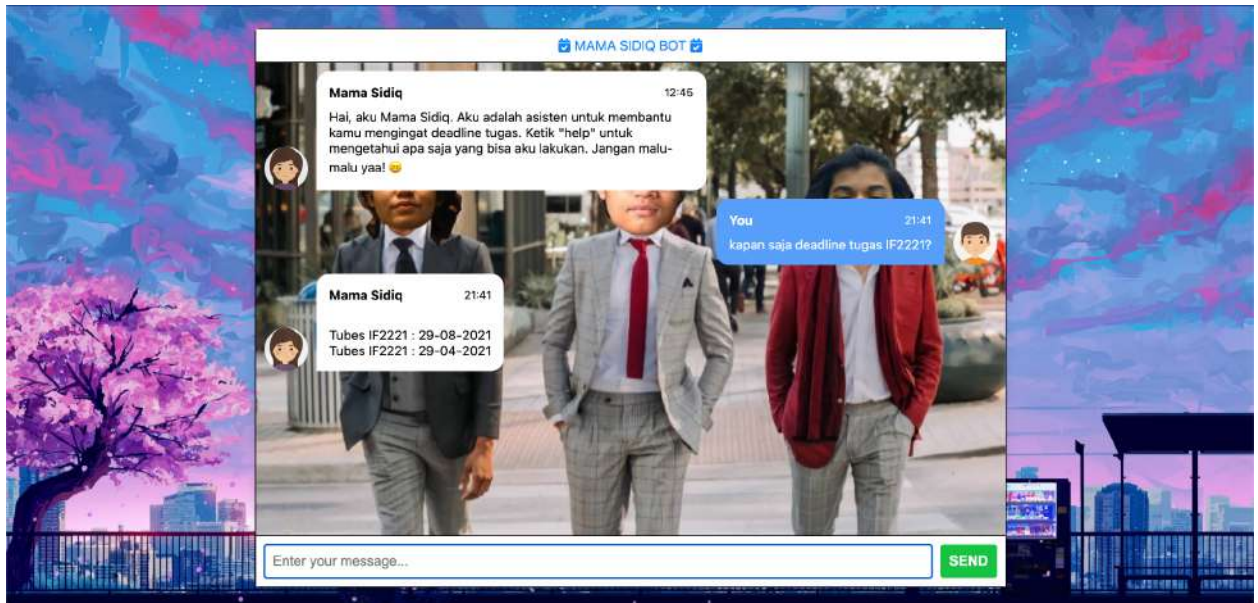 MAMA SIDIQ BOT
Mama Sidiq 12:45
Hai, aku Mama Sidiq. Aku adalah asisten untuk membantu
kamu mengingat deadline tugas. Ketik "help" untuk
mengetahui apa saja yang bisa aku lakukan. Jangan malu-
malu yaa! 😊
You 21:41
kapan saja deadline tugas IF2221?
Mama Sidiq 21:41
Tubes IF2221 : 29-08-2021
Tubes IF2221 : 29-04-2021
Enter your message...
SEND